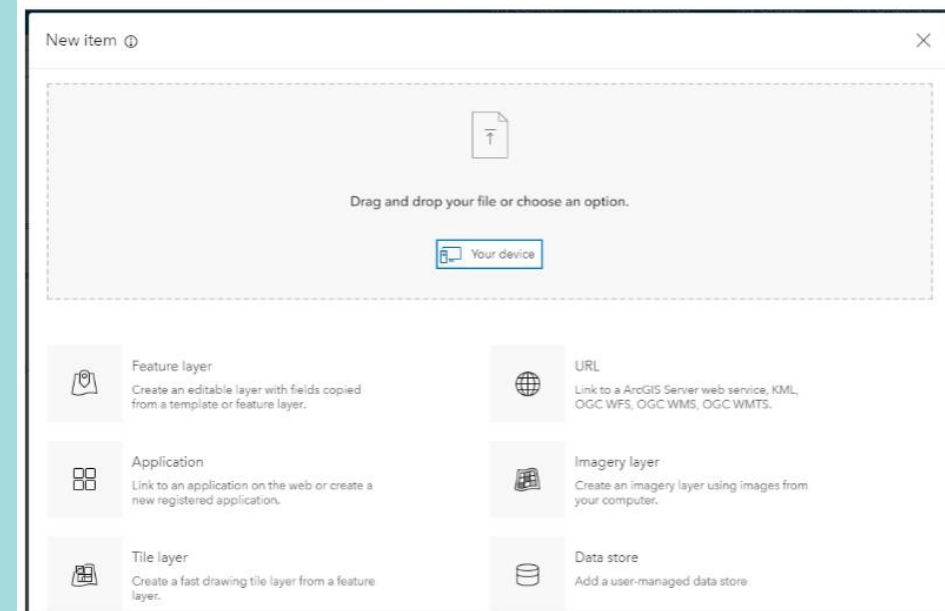 New item
Drag and drop your file or choose an option.
Your device
Feature layer
Create an editable layer with fields copied
from a template or feature layer.
URL
Link to a ArcGIS Server web service, KML,
OGC WFS, OGC WMS, OGC WMTS.
Application
Link to an application on the web or create a
new registered application.
Imagery layer
Create an imagery layer using images from
your computer.
Tile layer
Create a fast drawing tile layer from a feature
layer.
Data store
Add a user-managed data store